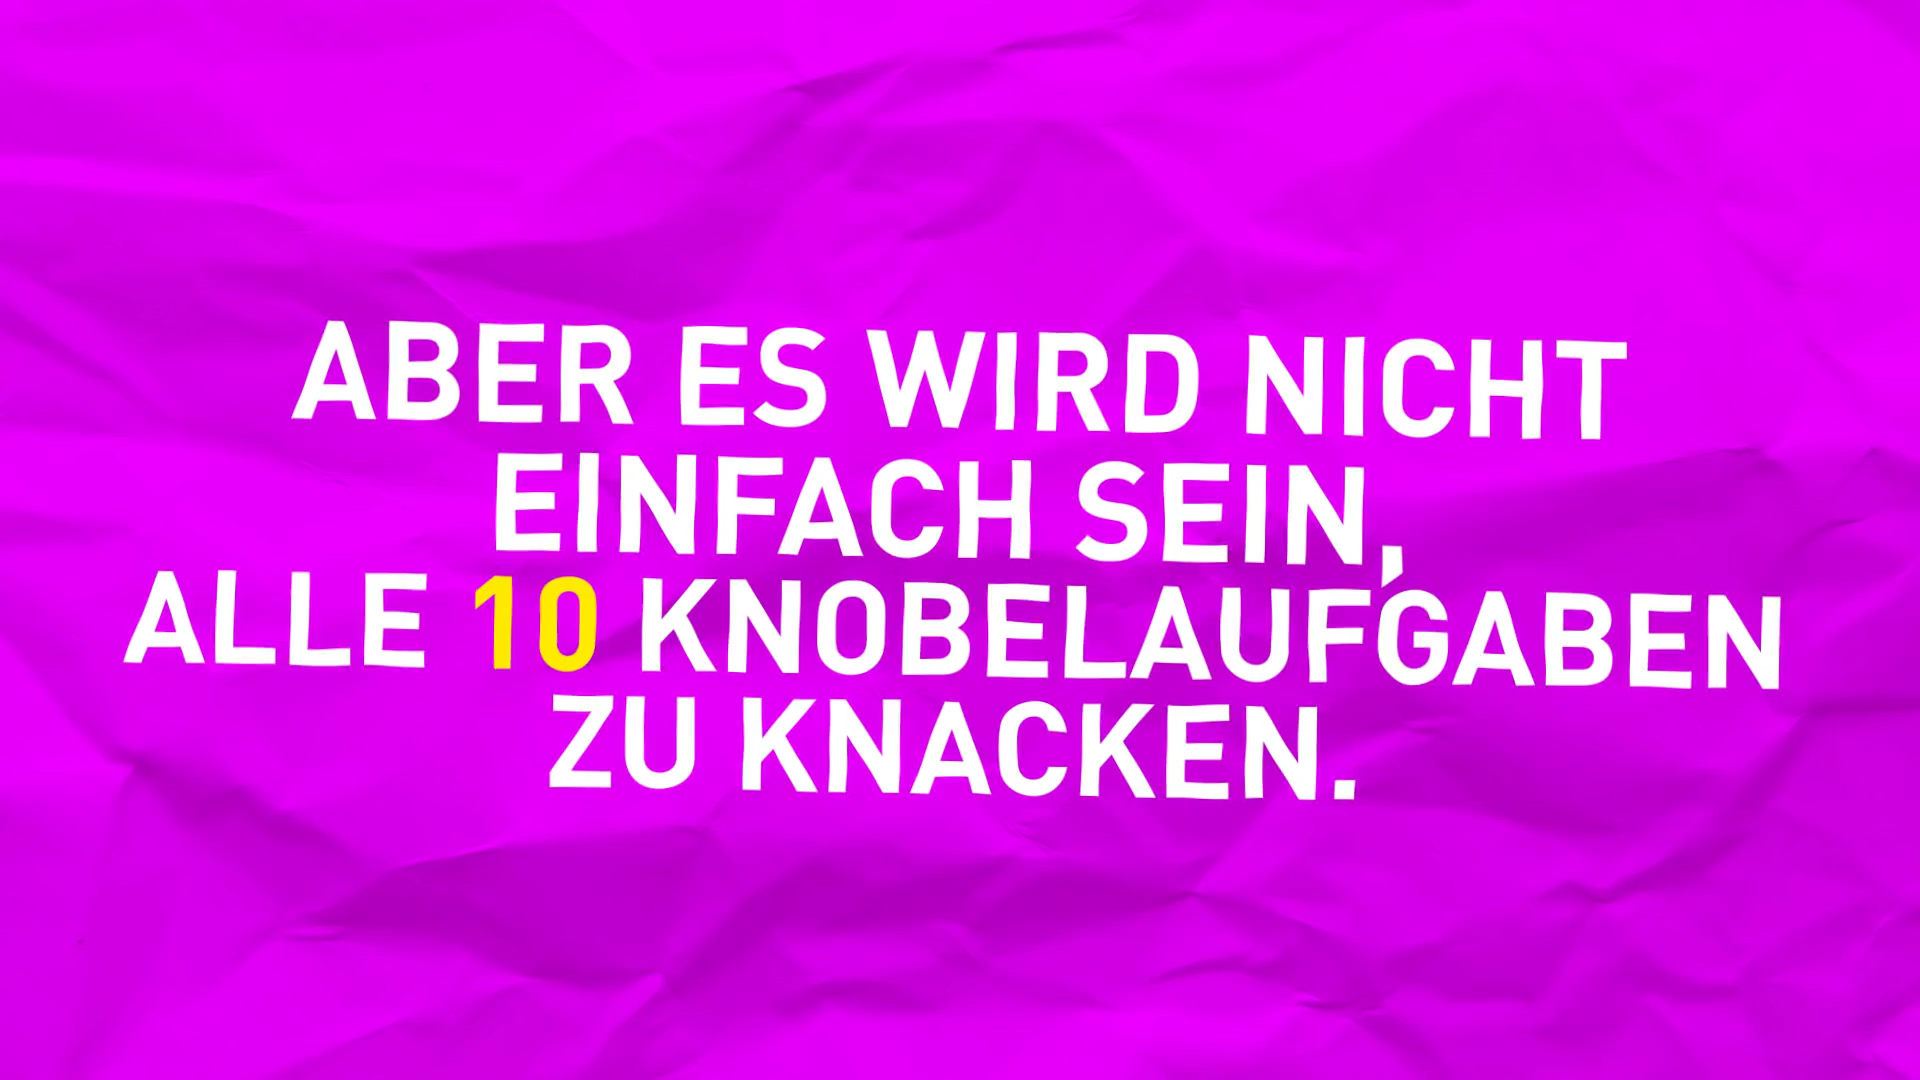 ABER ES WIRD NICHT
EINFACH SEIN,
ALLE 10 KNOBELAUFGABEN
ZU KNACKEN.